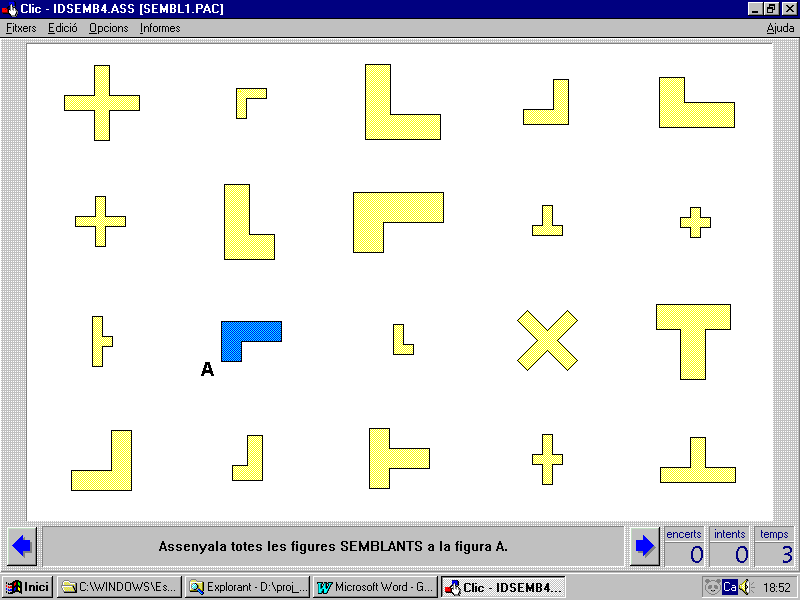 Clic - IDSEMB4.ASS [SEMBL1.PAC]
Fitxers Edició Opcions Informes Ajuda
A
Assenyala totes les figures SEMBLANTS a la figura A.
encerts intents temps
0 0 3
Inici C:\WINDOWS\Es... Explorant - D:\proj_... Microsoft Word - G... Clic - IDSEMB4... Ca 18:52